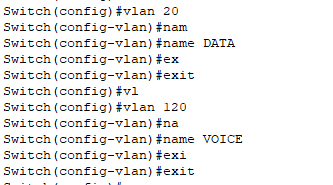 Switch(config)#vlan 20
Switch(config-vlan)#nam
Switch(config-vlan)#name DATA
Switch(config-vlan)#ex
Switch(config-vlan)#exit
Switch(config)#vl
Switch(config)#vlan 120
Switch(config-vlan)#na
Switch(config-vlan)#name VOICE
Switch(config-vlan)#exi
Switch(config-vlan)#exit